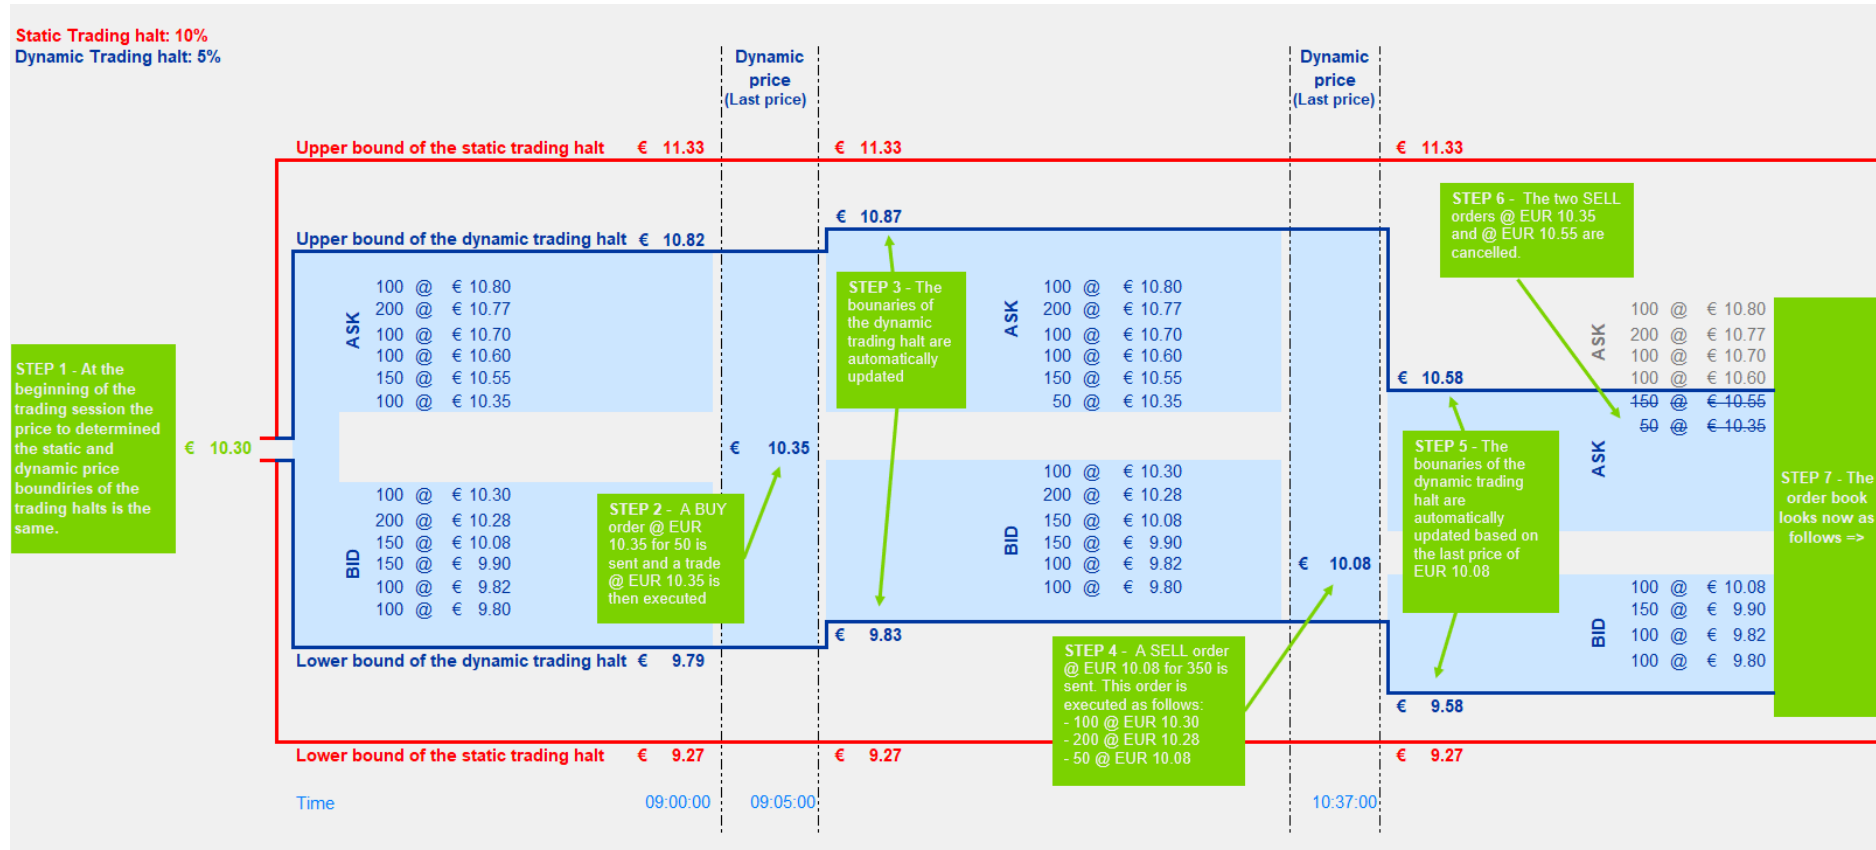 Static Trading halt: 10%
Dynamic Trading halt: 5%
Dynamic
price
(Last price)
Dynamic
price
(Last price)
Upper bound of the static trading halt € 11.33
€ 11.33
€ 11.33
Upper bound of the dynamic trading halt € 10.82
€ 10.87
STEP 1 - At the
beginning of the
trading session the
price to determined
the static and
dynamic price
boundiries of the
trading halts is the
same.
€ 10.30
ASK
100 @ € 10.80
200 @ € 10.77
100 @ € 10.70
100 @ € 10.60
150 @ € 10.55
100 @ € 10.35
BID
100 @ € 10.30
200 @ € 10.28
150 @ € 10.08
150 @ € 9.90
100 @ € 9.82
100 @ € 9.80
Lower bound of the dynamic trading halt € 9.79
STEP 2 - A BUY
order @ EUR
10.35 for 50 is
sent and a trade
@ EUR 10.35 is
then executed
€ 10.35
STEP 3 - The
bounaries of
the dynamic
trading halt are
automatically
updated
ASK
100 @ € 10.80
200 @ € 10.77
100 @ € 10.70
100 @ € 10.60
150 @ € 10.55
50 @ € 10.35
BID
100 @ € 10.30
200 @ € 10.28
150 @ € 10.08
150 @ € 9.90
100 @ € 9.82
100 @ € 9.80
€ 9.83
STEP 4 - A SELL order
@ EUR 10.08 for 350 is
sent. This order is
executed as follows:
- 100 @ EUR 10.30
- 200 @ EUR 10.28
- 50 @ EUR 10.08
€ 10.08
€ 10.58
STEP 5 - The
bounaries of the
dynamic trading
halt are
automatically
updated based on
the last price of
EUR 10.08
STEP 6 - The two SELL
orders @ EUR 10.35
and @ EUR 10.55 are
cancelled.
ASK
100 @ € 10.80
200 @ € 10.77
100 @ € 10.70
100 @ € 10.60
ASK
150 @ € 10.55
50 @ € 10.35
BID
100 @ € 10.08
150 @ € 9.90
100 @ € 9.82
100 @ € 9.80
STEP 7 - The
order book
looks now as
follows =>
€ 9.58
Lower bound of the static trading halt € 9.27
€ 9.27
€ 9.27
Time 09:00:00 09:05:00 10:37:00